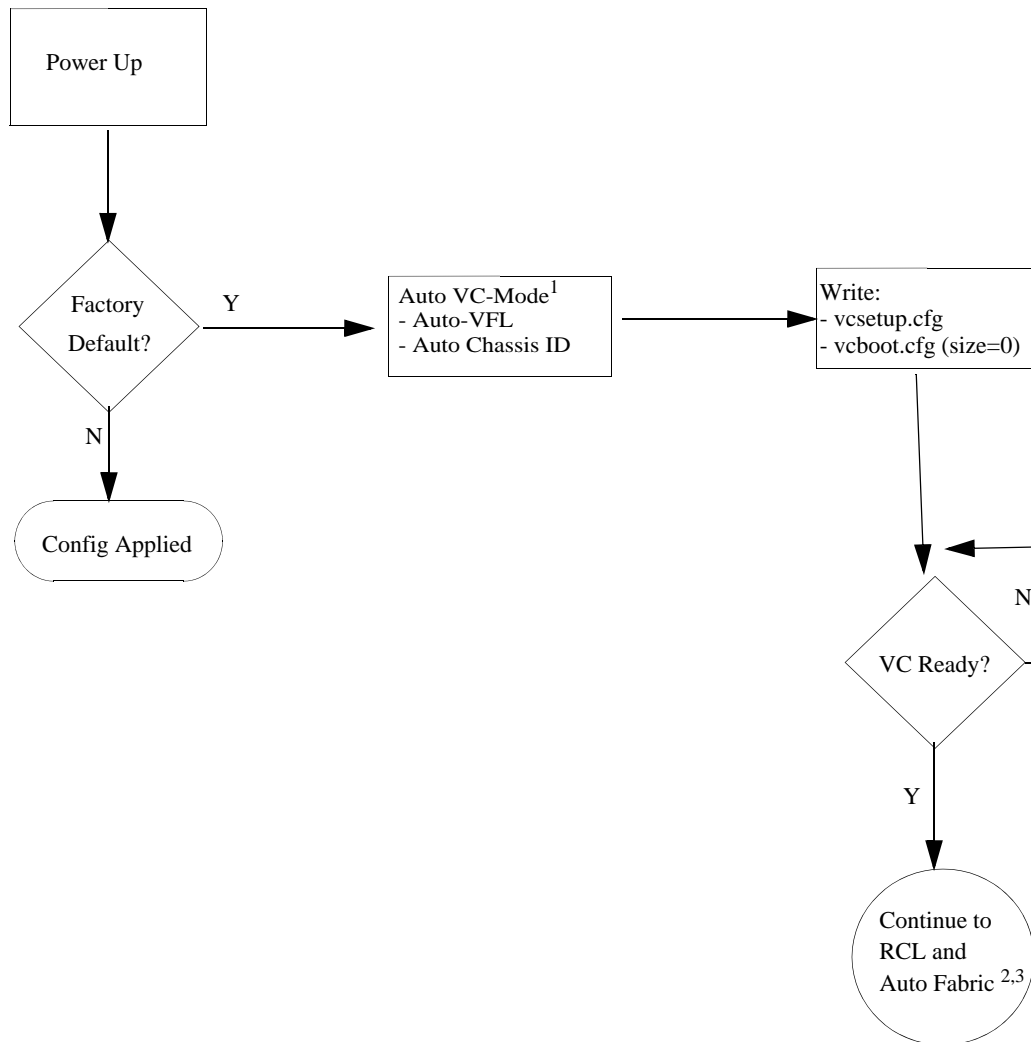 Power Up
Factory
Default?
Y
N
Config Applied
Auto VC-Mode1
- Auto-VFL
- Auto Chassis ID
Write:
- vcsetup.cfg
- vcboot.cfg (size=0)
N
VC Ready?
Y
Continue to
RCL and
Auto Fabric 2,3